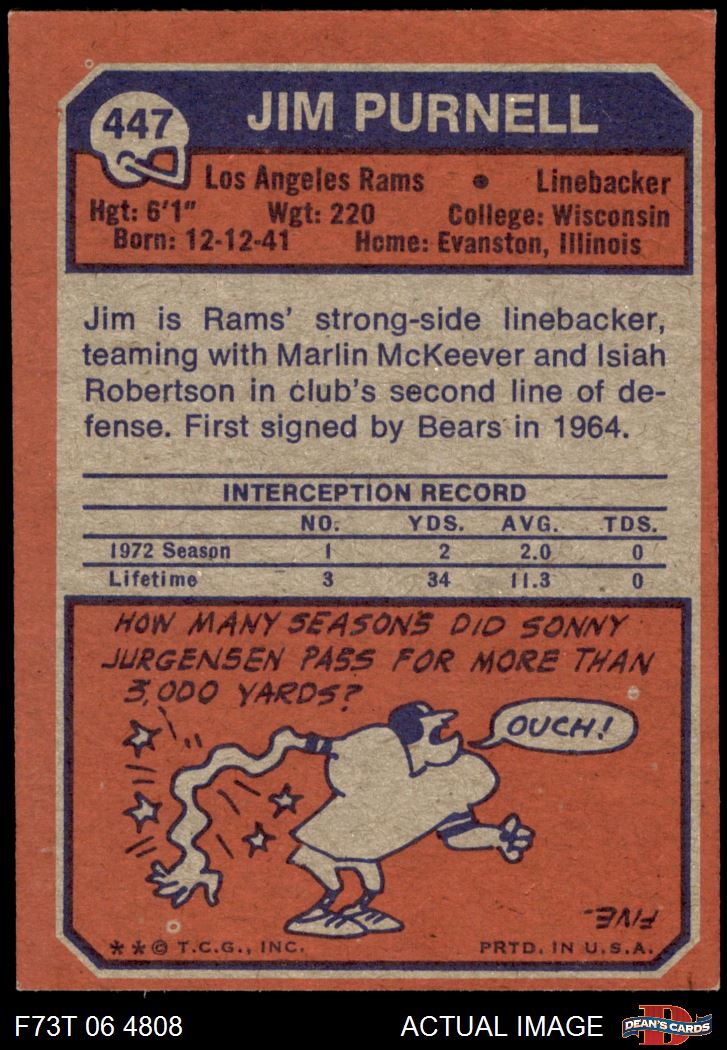 447
JIM PURNELL
Los Angeles Rams • Linebacker
Hgt: 6'1" Wgt: 220 College: Wisconsin
Born: 12-12-41 Home: Evanston, Illinois
Jim is Rams' strong-side linebacker,
teaming with Marlin McKeever and Isiah
Robertson in club's second line of de-
fense. First signed by Bears in 1964.
INTERCEPTION RECORD
NO. YDS. AVG. TDS.
1972 Season 1 2 2.0 0
Lifetime 3 34 11.3 0
HOW MANY SEASONS DID SONNY
JURGENSEN PASS FOR MORE THAN
3,000 YARDS?
OUCH!
FIVE.
**© T.C.G., INC. PRTD. IN U.S.A.
F73T 06 4808 ACTUAL IMAGE
D
DEAN'S CARDS